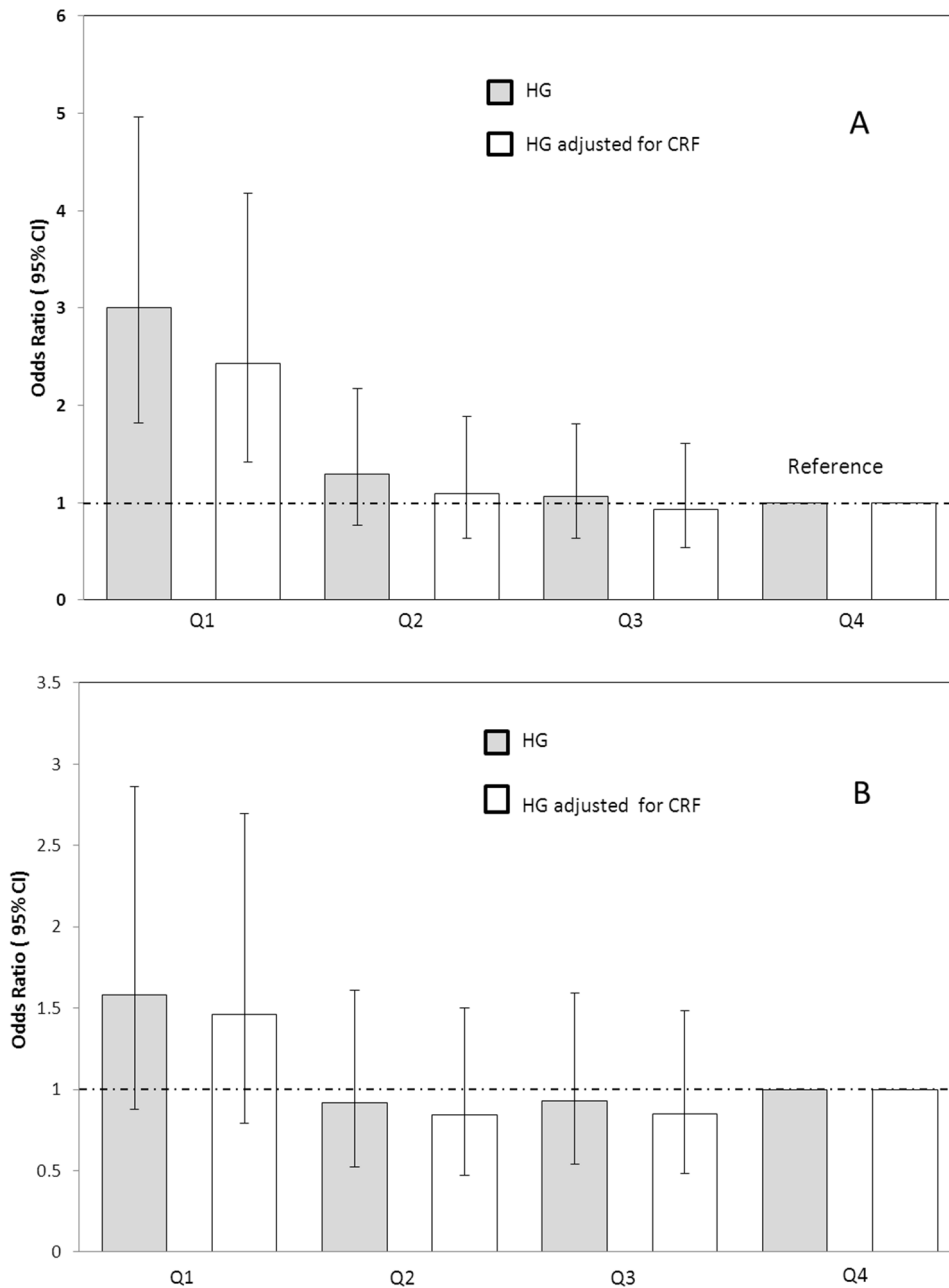 6
HG
A
5
HG adjusted for CRF
4
3
Odds Ratio ( 95% CI)
2
Reference
1
0
Q1 Q2 Q3 Q4
3.5
HG
3
B
HG adjusted  for CRF
2.5
2
Odds Ratio ( 95% CI)
1.5
1
0.5
0
Q1 Q2 Q3 Q4